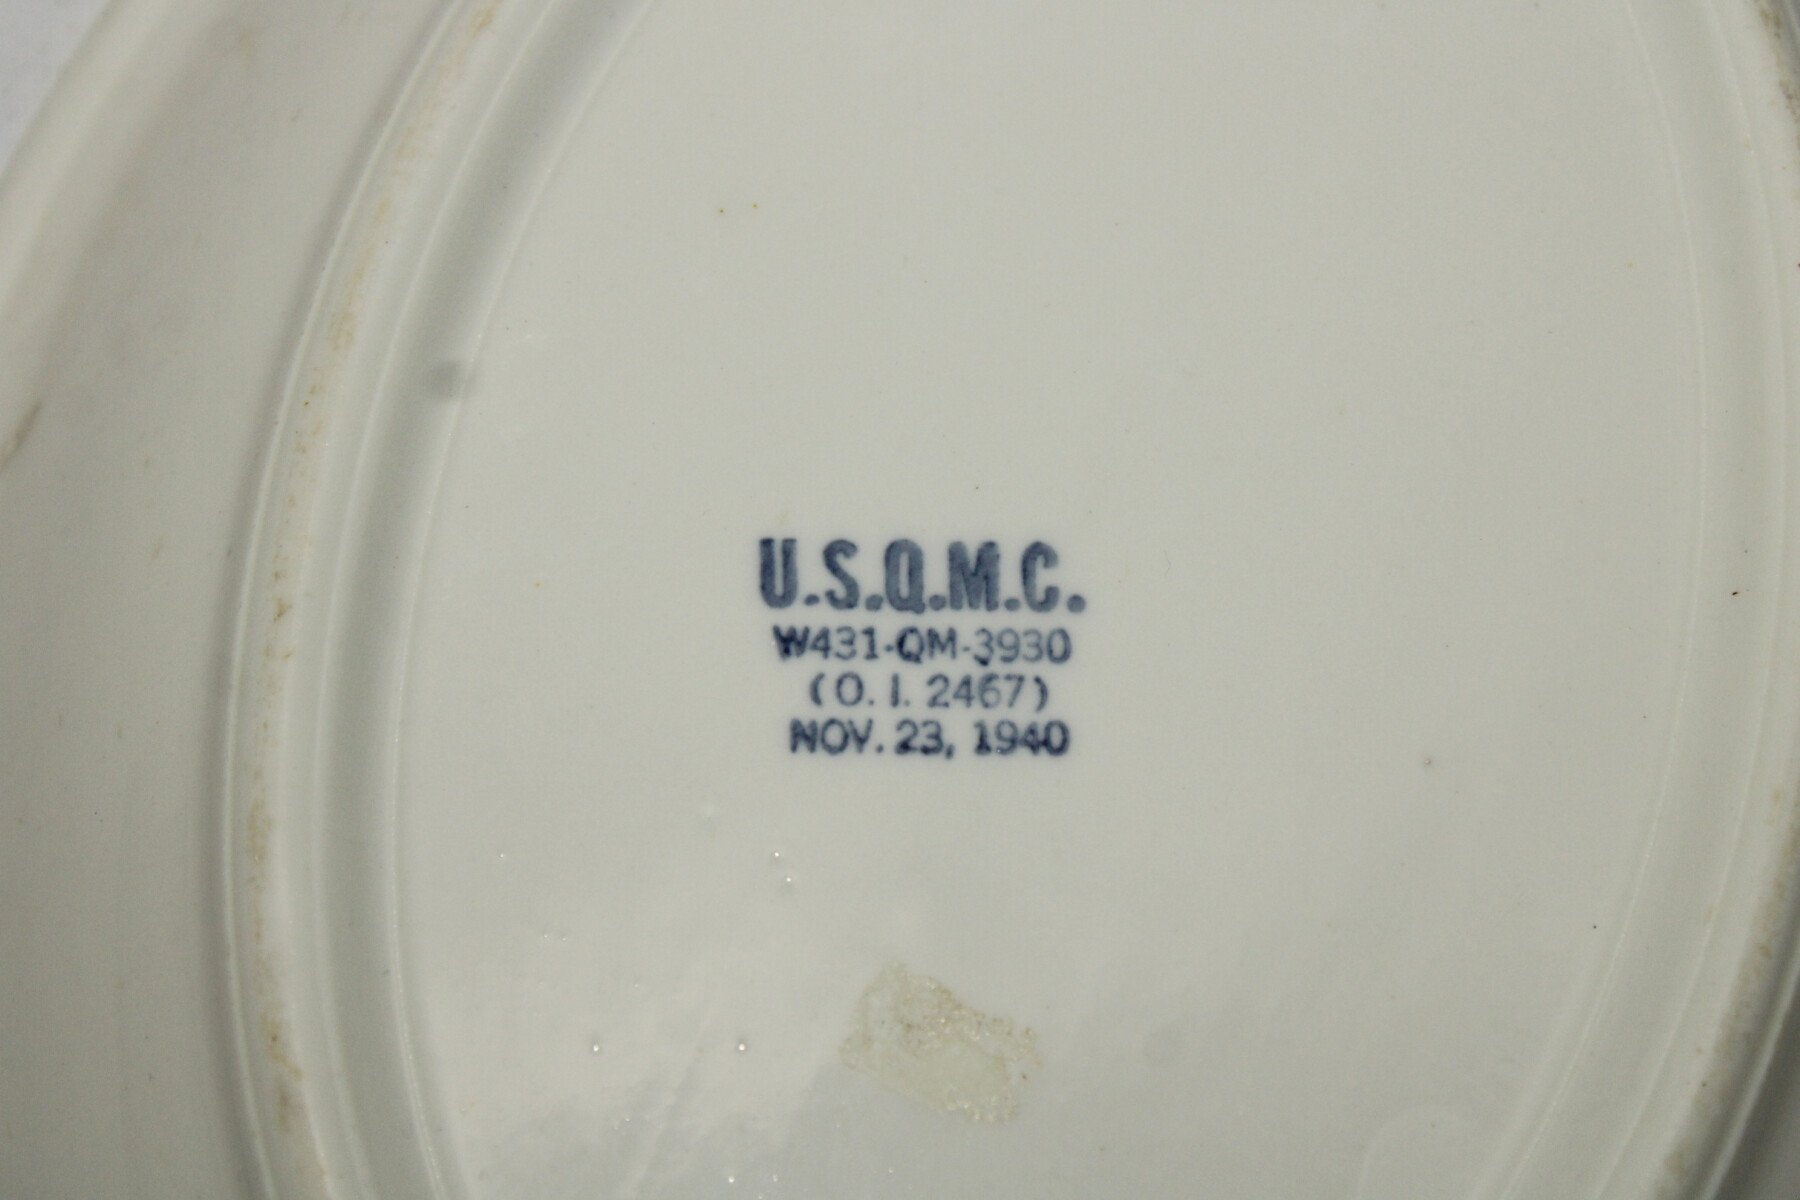 U.S.Q.M.C.
W431-QM-3930
(O. I. 2467)
NOV. 23, 1940